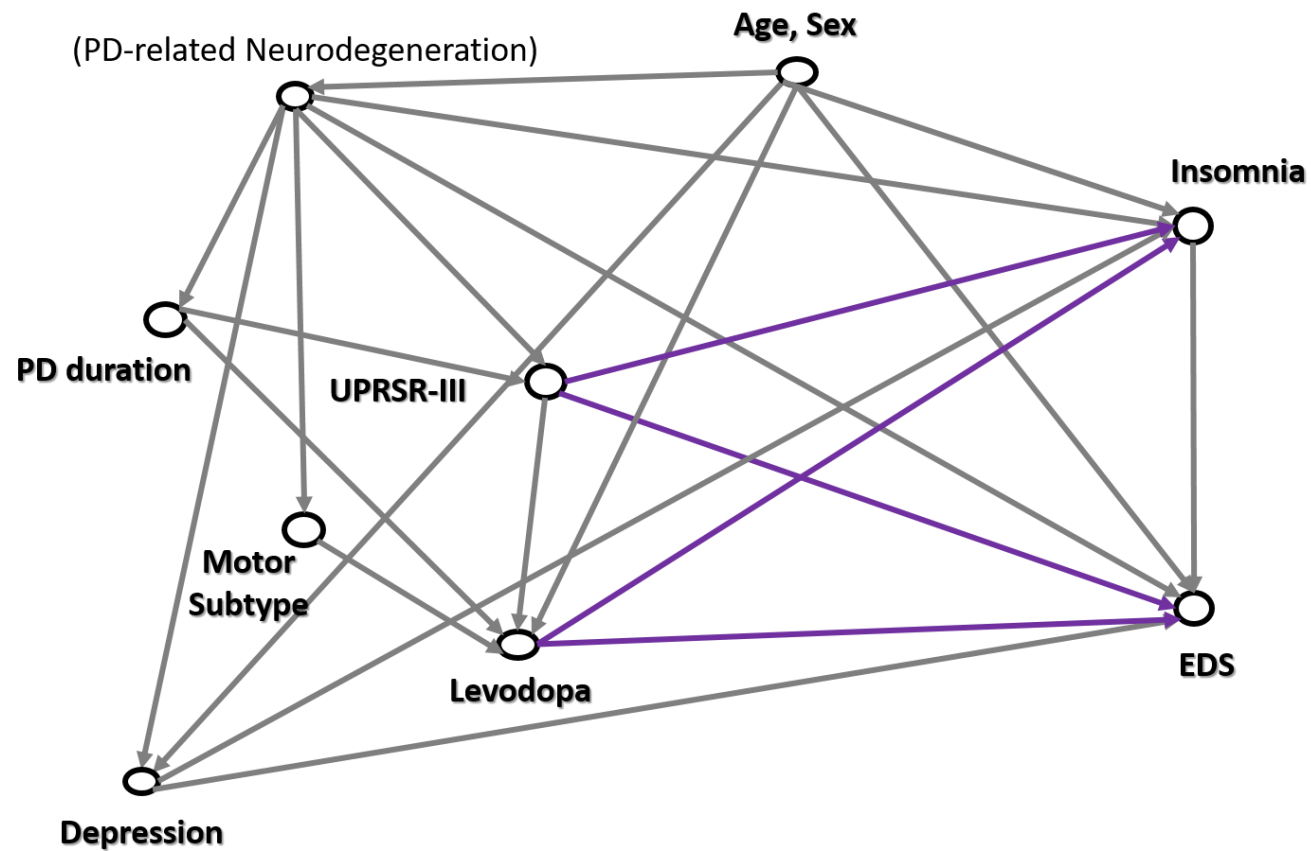 Age, Sex
(PD-related Neurodegeneration)
Insomnia
PD duration
UPRSR-III
Motor
Subtype
Levodopa
EDS
Depression